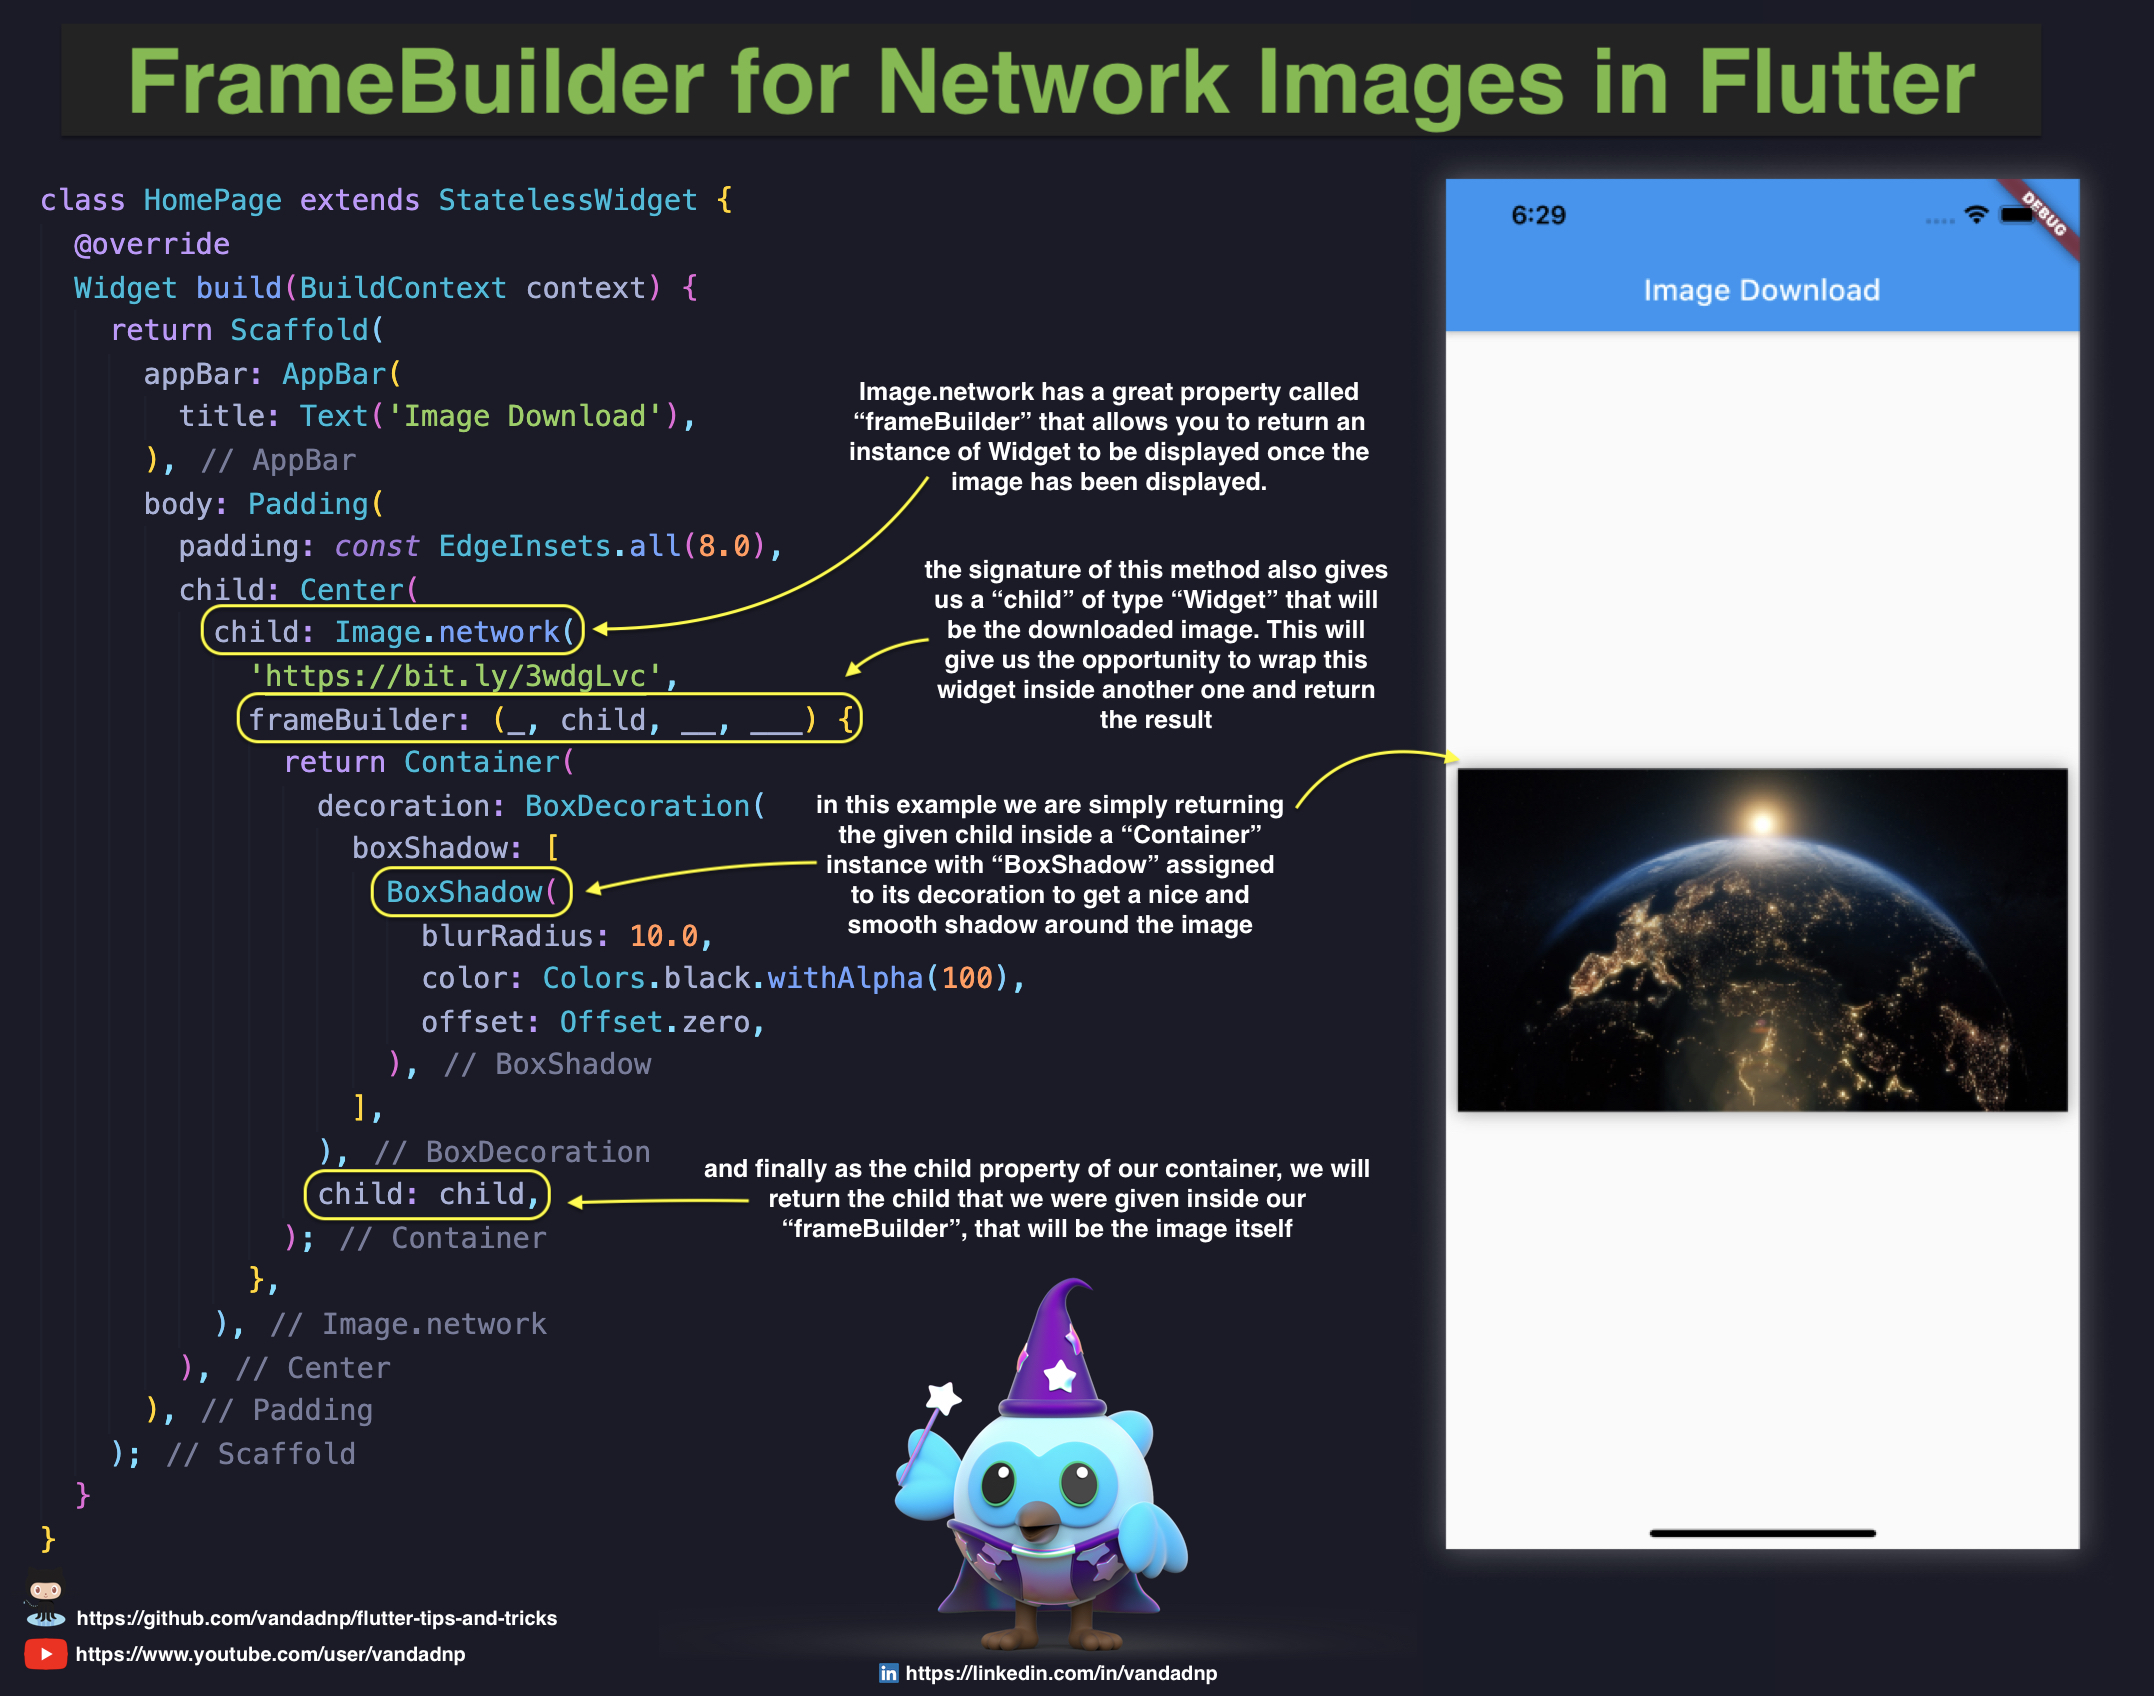 FrameBuilder for Network Images in Flutter
class HomePage extends StatelessWidget {
@override
Widget build(BuildContext context) {
return Scaffold(
appBar: AppBar(
title: Text('Image Download'),
), // AppBar
body: Padding(
padding: const EdgeInsets.all(8.0),
child: Center(
child: Image.network(
'https://bit.ly/3wdgLvc',
frameBuilder: (_, child, __, ___) {
return Container(
decoration: BoxDecoration(
boxShadow: [
BoxShadow(
blurRadius: 10.0,
color: Colors.black.withAlpha(100),
offset: Offset.zero,
), // BoxShadow
],
), // BoxDecoration
child: child,
); // Container
},
), // Image.network
), // Center
), // Padding
); // Scaffold
}
}
Image.network has a great property called
“frameBuilder” that allows you to return an
instance of Widget to be displayed once the
image has been displayed.
the signature of this method also gives
us a “child” of type “Widget” that will
be the downloaded image. This will
give us the opportunity to wrap this
widget inside another one and return
the result
in this example we are simply returning
the given child inside a “Container”
instance with “BoxShadow” assigned
to its decoration to get a nice and
smooth shadow around the image
and finally as the child property of our container, we will
return the child that we were given inside our
“frameBuilder”, that will be the image itself
6:29
DEBUG
Image Download
https://github.com/vandadnp/flutter-tips-and-tricks
https://www.youtube.com/user/vandadnp
in https://linkedin.com/in/vandadnp